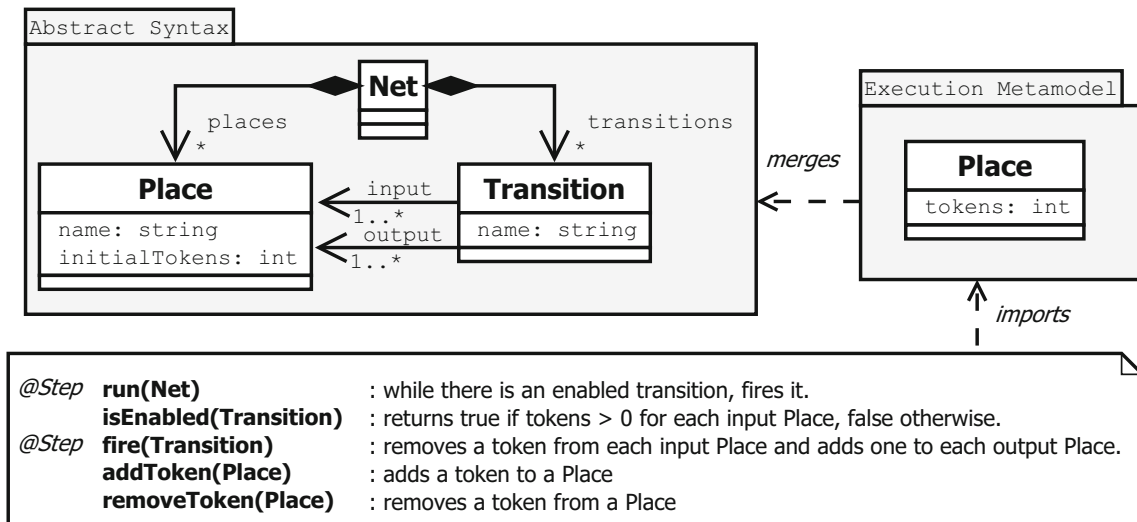 Abstract Syntax
Net
places
*
transitions
*
Place
name: string
initialTokens: int
input
1..*
output
1..*
Transition
name: string
merges
Execution Metamodel
Place
tokens: int
imports
@Step run(Net) : while there is an enabled transition, fires it.
isEnabled(Transition) : returns true if tokens > 0 for each input Place, false otherwise.
@Step fire(Transition) : removes a token from each input Place and adds one to each output Place.
addToken(Place) : adds a token to a Place
removeToken(Place) : removes a token from a Place